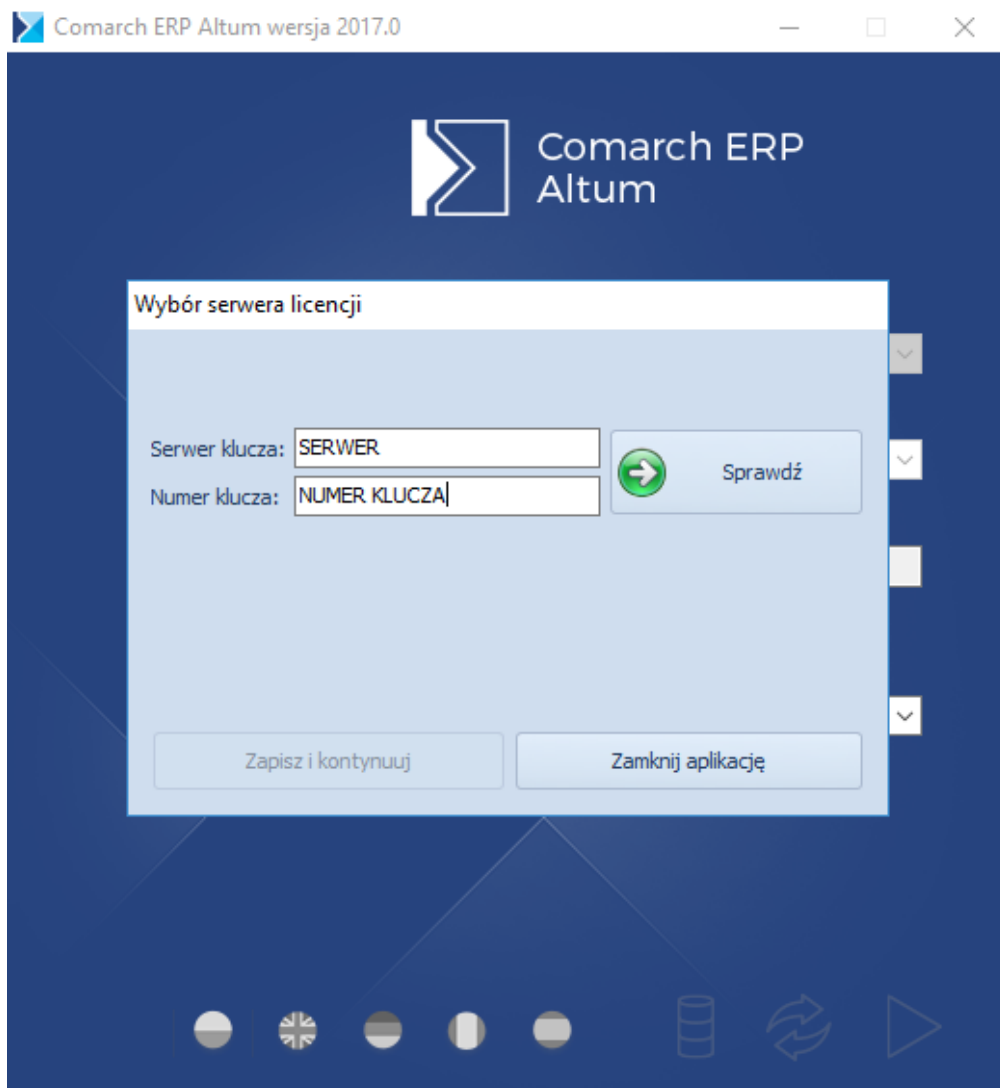 Comarch ERP Altum wersja 2017.0
Comarch ERP
Altum
Wybór serwera licencji
Serwer klucza: SERWER
Sprawdź
Numer klucza: NUMER KLUCZA
Zapisz i kontynuuj
Zamknij aplikację